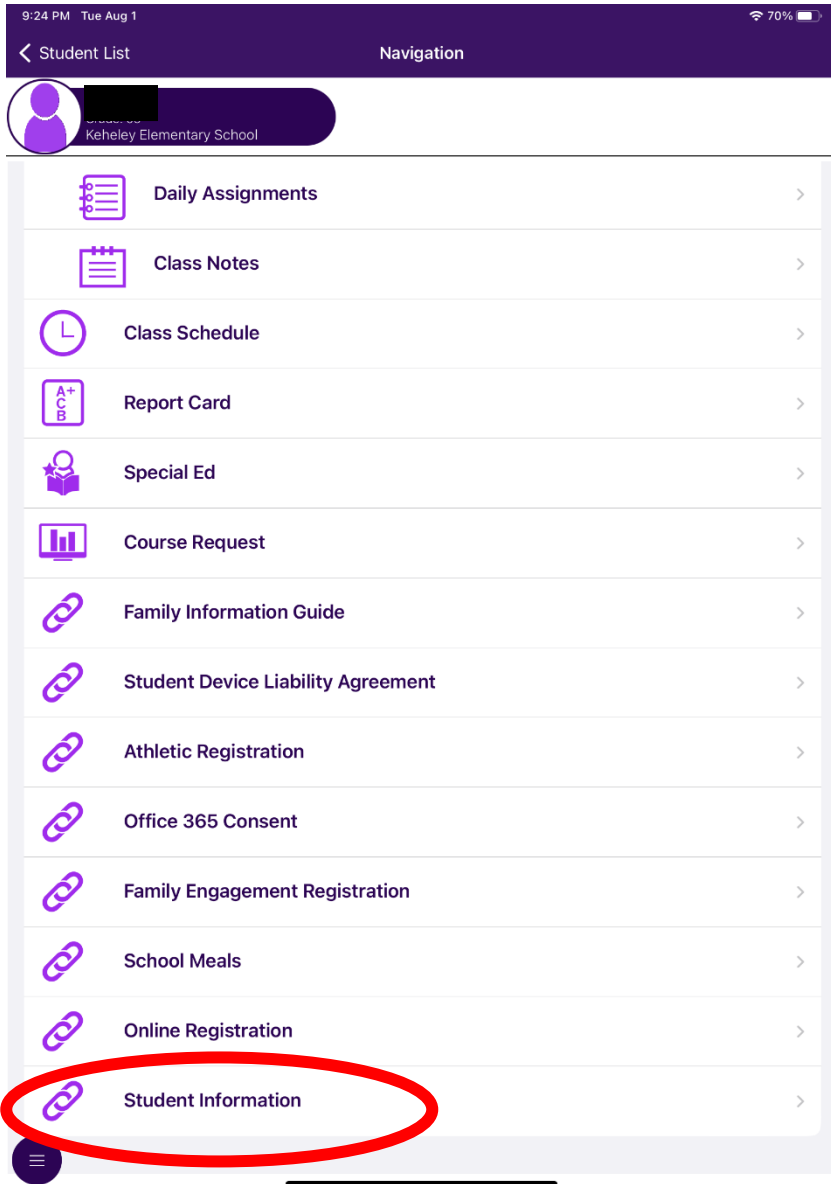 9:24 PM Tue Aug 1 70%
Student List Navigation
Keheley Elementary School
Daily Assignments
Class Notes
Class Schedule
A+
C
B
Report Card
Special Ed
Course Request
Family Information Guide
Student Device Liability Agreement
Athletic Registration
Office 365 Consent
Family Engagement Registration
School Meals
Online Registration
Student Information